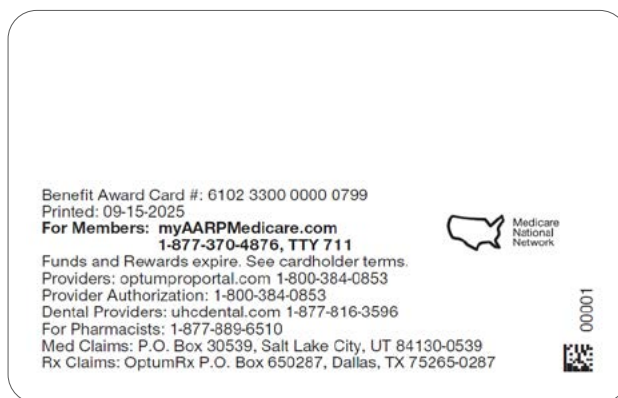 Benefit Award Card #: 6102 3300 0000 0799
Printed: 09-15-2025
For Members: myAARPMedicare.com
1-877-370-4876, TTY 711
Funds and Rewards expire. See cardholder terms.
Providers: optumproportal.com 1-800-384-0853
Provider Authorization: 1-800-384-0853
Dental Providers: uhcdental.com 1-877-816-3596
For Pharmacists: 1-877-889-6510
Med Claims: P.O. Box 30539, Salt Lake City, UT 84130-0539
Rx Claims: OptumRx P.O. Box 650287, Dallas, TX 75265-0287
Medicare
National
Network
00001